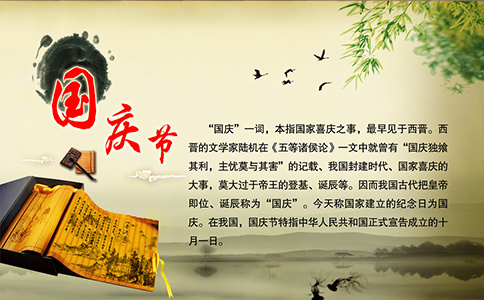 国庆节
“国庆”一词，本指国家喜庆之事，最早见于西晋。西
晋的文学家陆机在《五等诸侯论》一文中就曾有“国庆独飨
其利，主忧莫与其害”的记载、我国封建时代、国家喜庆的
大事，莫大过于帝王的登基、诞辰等。因而我国古代把皇帝
即位、诞辰称为“国庆”。今天称国家建立的纪念日为国
庆。在我国，国庆节特指中华人民共和国正式宣告成立的十
月一日。